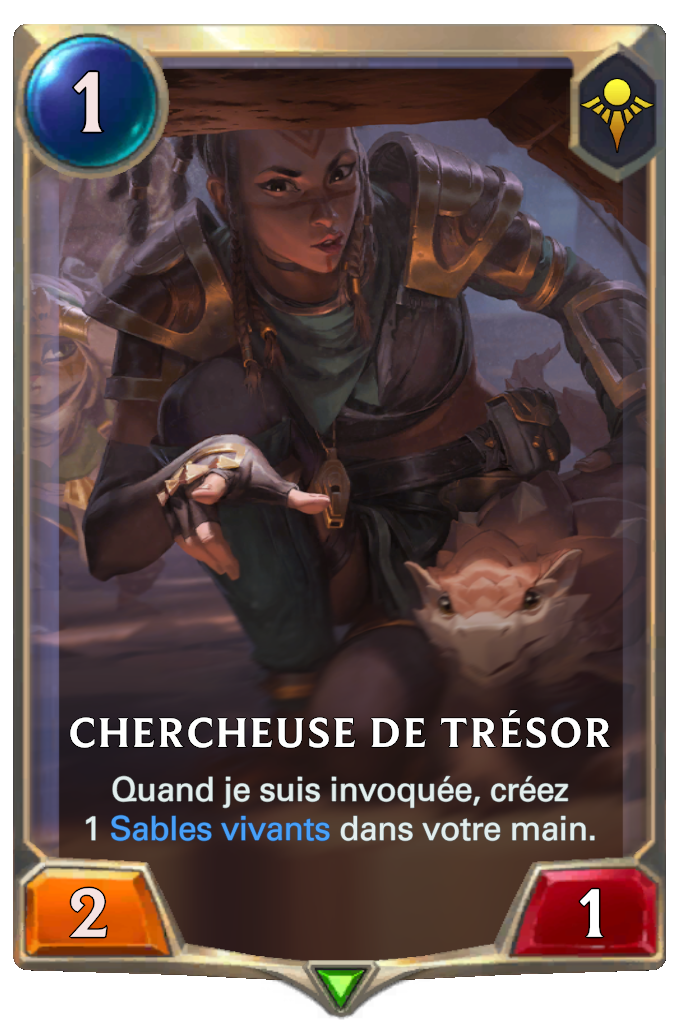 1
CHERCHEUSE DE TRÉSOR
Quand je suis invoquée, créez
1 Sables vivants dans votre main.
2
1